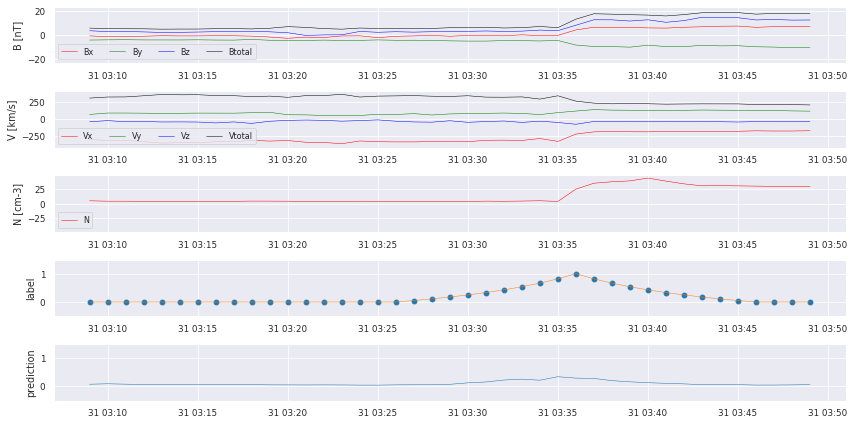 B [nT]
20
0
−20
Bx By Bz Btotal
31 03:10 31 03:15 31 03:20 31 03:25 31 03:30 31 03:35 31 03:40 31 03:45 31 03:50
V [km/s]
250
0
−250
Vx Vy Vz Vtotal
31 03:10 31 03:15 31 03:20 31 03:25 31 03:30 31 03:35 31 03:40 31 03:45 31 03:50
N [cm-3]
25
0
−25
N
31 03:10 31 03:15 31 03:20 31 03:25 31 03:30 31 03:35 31 03:40 31 03:45 31 03:50
label
1
0
31 03:10 31 03:15 31 03:20 31 03:25 31 03:30 31 03:35 31 03:40 31 03:45 31 03:50
prediction
1
0
31 03:10 31 03:15 31 03:20 31 03:25 31 03:30 31 03:35 31 03:40 31 03:45 31 03:50